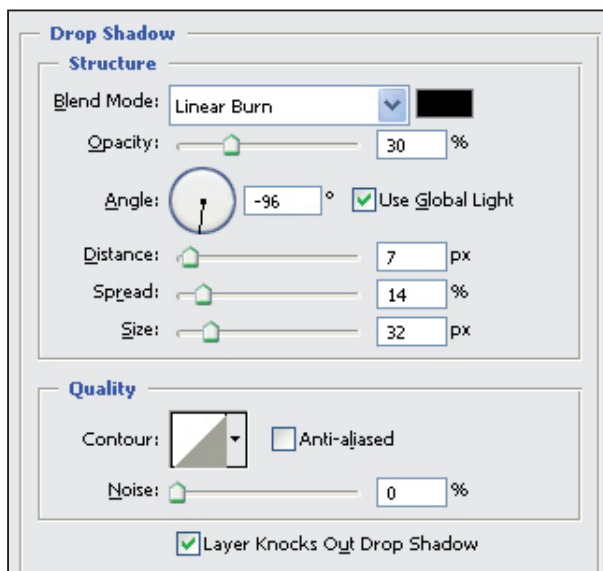 Drop Shadow
Structure
Blend Mode: Linear Burn
Opacity: 30 %
Angle: -96 ° Use Global Light
Distance: 7 px
Spread: 14 %
Size: 32 px
Quality
Contour: Anti-aliased
Noise: 0 %
Layer Knocks Out Drop Shadow